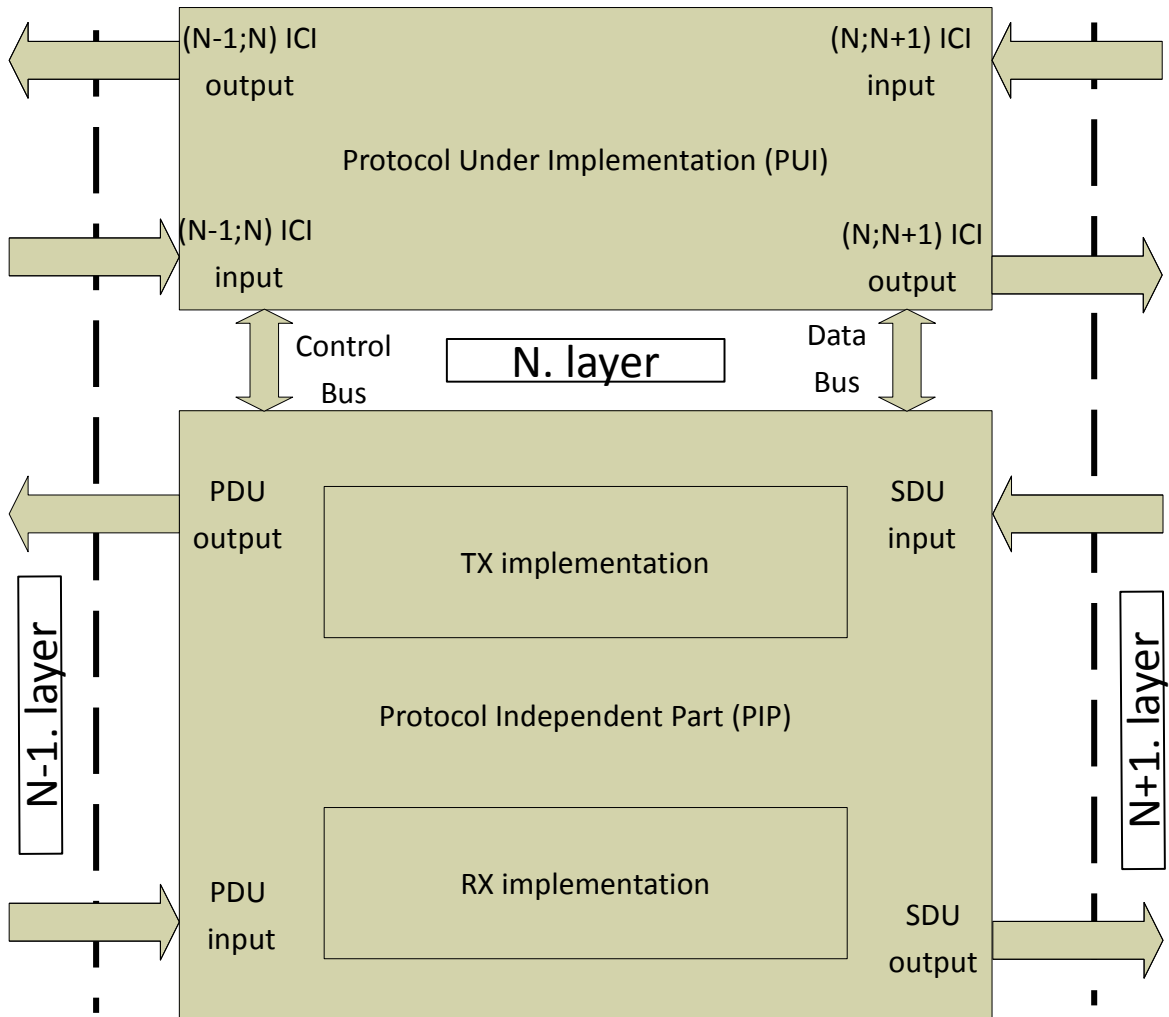 (N-1;N) ICI
output
(N;N+1) ICI
input
Protocol Under Implementation (PUI)
(N-1;N) ICI
input
(N;N+1) ICI
output
Control
Bus
N. layer
Data
Bus
PDU
output
SDU
input
TX implementation
N-1. layer
Protocol Independent Part (PIP)
N+1. layer
RX implementation
PDU
input
SDU
output